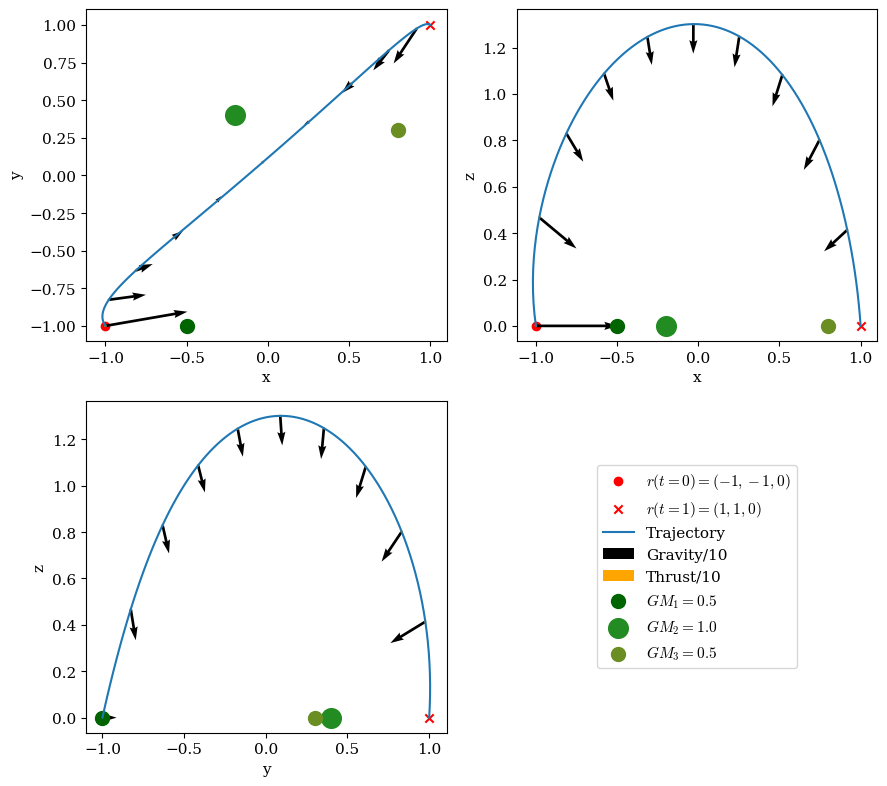 1.00
0.75
0.50
0.25
0.00
−0.25
−0.50
−0.75
−1.00
y
−1.0 −0.5 0.0 0.5 1.0
x
1.2
1.0
0.8
0.6
0.4
0.2
0.0
z
−1.0 −0.5 0.0 0.5 1.0
x
1.2
1.0
0.8
0.6
0.4
0.2
0.0
z
−1.0 −0.5 0.0 0.5 1.0
y
r(t = 0) = (−1, −1, 0)
r(t = 1) = (1, 1, 0)
Trajectory
Gravity/10
Thrust/10
GM₁ = 0.5
GM₂ = 1.0
GM₃ = 0.5